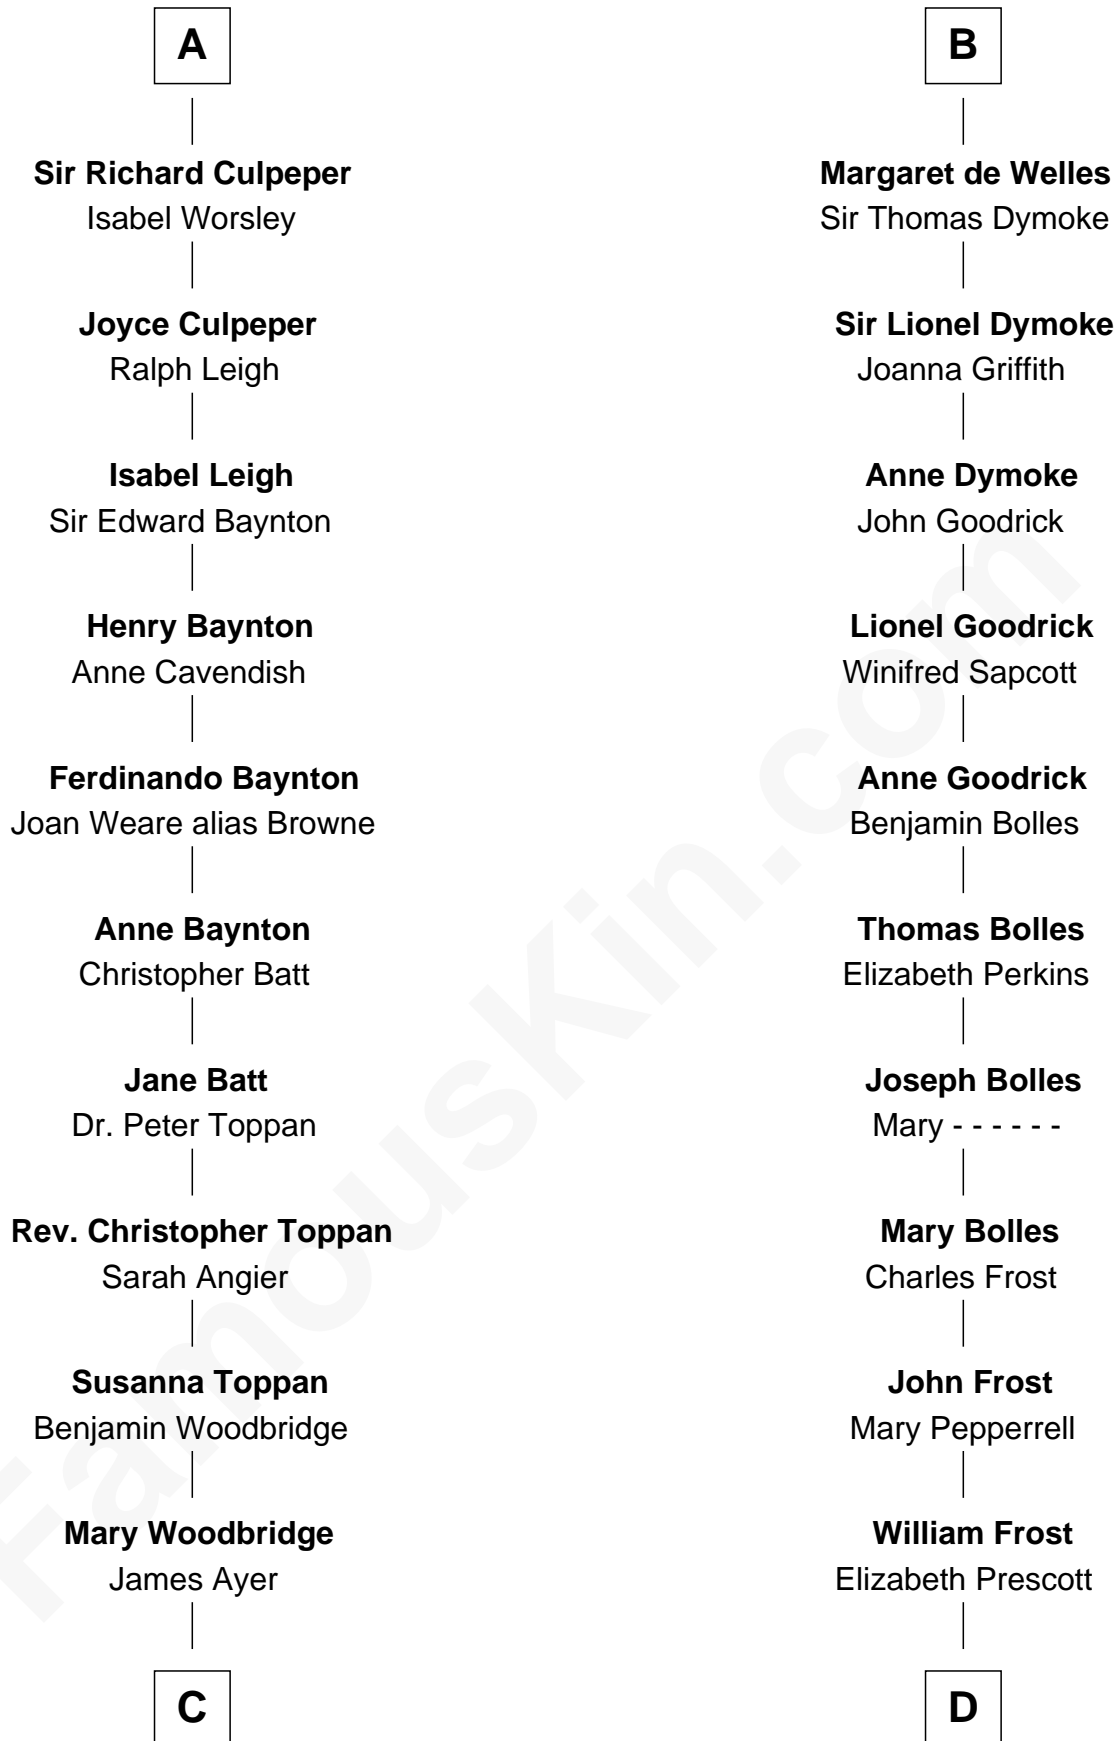 A
Sir Richard Culpeper
Isabel Worsley
Joyce Culpeper
Ralph Leigh
Isabel Leigh
Sir Edward Baynton
Henry Baynton
Anne Cavendish
Ferdinando Baynton
Joan Weare alias Browne
Anne Baynton
Christopher Batt
Jane Batt
Dr. Peter Toppan
Rev. Christopher Toppan
Sarah Angier
Susanna Toppan
Benjamin Woodbridge
Mary Woodbridge
James Ayer
C
B
Margaret de Welles
Sir Thomas Dymoke
Sir Lionel Dymoke
Joanna Griffith
Anne Dymoke
John Goodrick
Lionel Goodrick
Winifred Sapcott
Anne Goodrick
Benjamin Bolles
Thomas Bolles
Elizabeth Perkins
Joseph Bolles
Mary - - - - - -
Mary Bolles
Charles Frost
John Frost
Mary Pepperrell
William Frost
Elizabeth Prescott
D
FamousKin.com